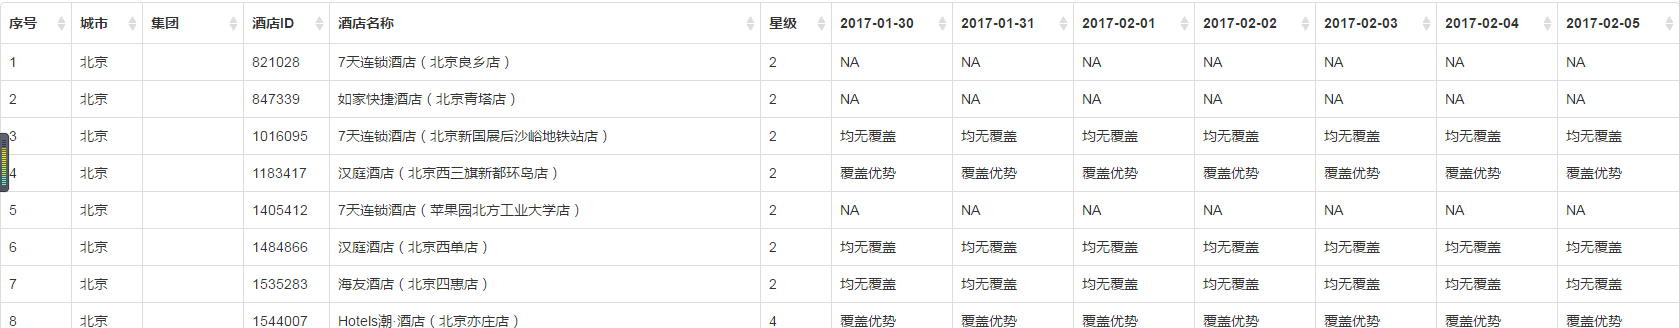 序号 城市 集团 酒店ID 酒店名称 星级 2017-01-30 2017-01-31 2017-02-01 2017-02-02 2017-02-03 2017-02-04 2017-02-05
1 北京 821028 7天连锁酒店（北京良乡店） 2 NA NA NA NA NA NA NA
2 北京 847339 如家快捷酒店（北京青塔店） 2 NA NA NA NA NA NA NA
3 北京 1016095 7天连锁酒店（北京新国展后沙峪地铁站店） 2 均无覆盖 均无覆盖 均无覆盖 均无覆盖 均无覆盖 均无覆盖 均无覆盖
4 北京 1183417 汉庭酒店（北京西三旗新都环岛店） 2 覆盖优势 覆盖优势 覆盖优势 覆盖优势 覆盖优势 覆盖优势 覆盖优势
5 北京 1405412 7天连锁酒店（苹果园北方工业大学店） 2 NA NA NA NA NA NA NA
6 北京 1484866 汉庭酒店（北京西单店） 2 均无覆盖 均无覆盖 均无覆盖 均无覆盖 均无覆盖 均无覆盖 均无覆盖
7 北京 1535283 海友酒店（北京四惠店） 2 均无覆盖 均无覆盖 均无覆盖 均无覆盖 均无覆盖 均无覆盖 均无覆盖
8 北京 1544007 Hotels潮·酒店（北京亦庄店） 4 覆盖优势 覆盖优势 覆盖优势 覆盖优势 覆盖优势 覆盖优势 覆盖优势